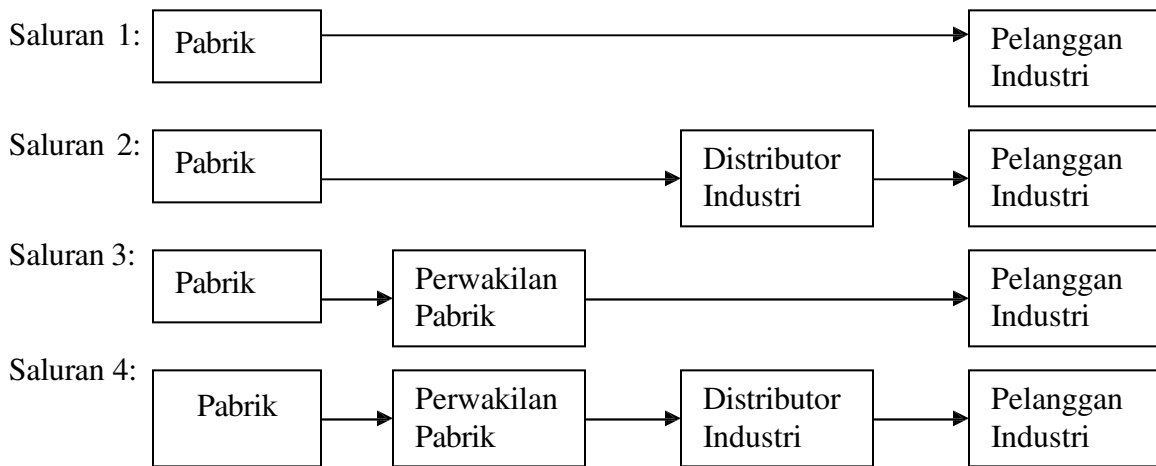 Saluran 1:
Pabrik
Pelanggan
Industri
Saluran 2:
Pabrik
Distributor
Industri
Pelanggan
Industri
Saluran 3:
Pabrik
Perwakilan
Pabrik
Pelanggan
Industri
Saluran 4:
Pabrik
Perwakilan
Pabrik
Distributor
Industri
Pelanggan
Industri